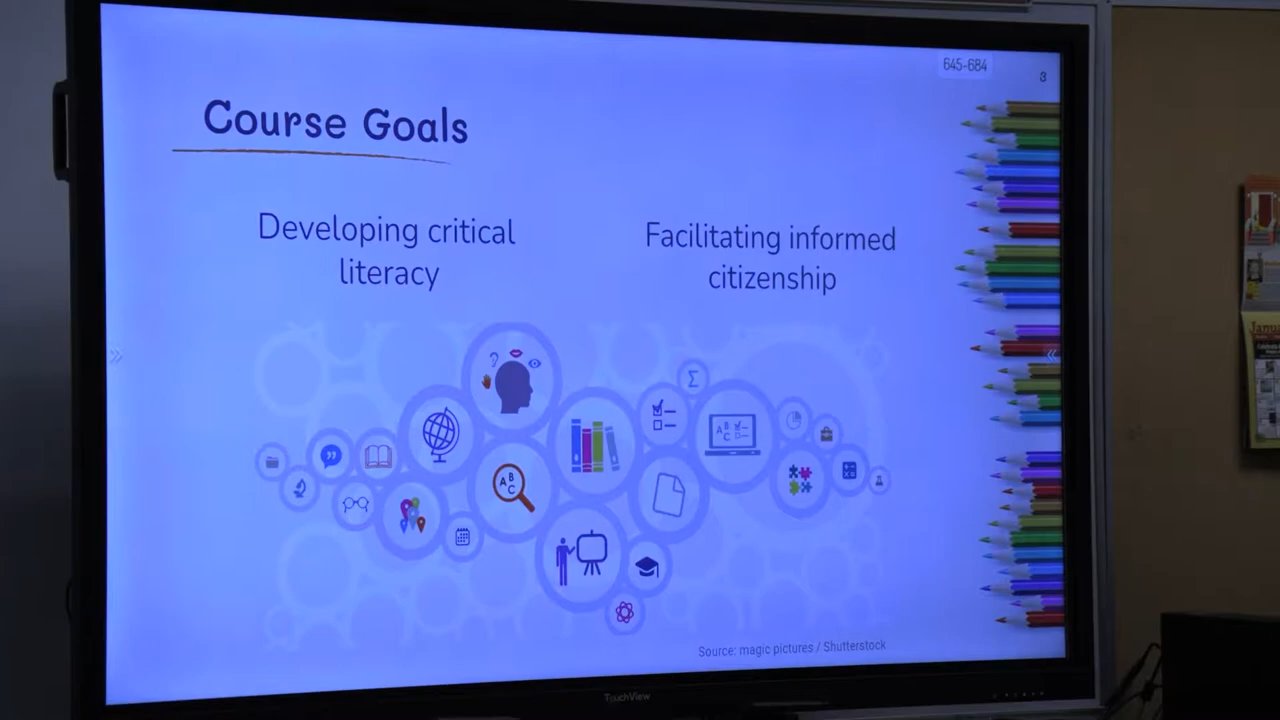 645-684
3
Course Goals
Developing critical
literacy
Facilitating informed
citizenship
Σ
A B C
A B C
Source: magic pictures / Shutterstock
TouchView